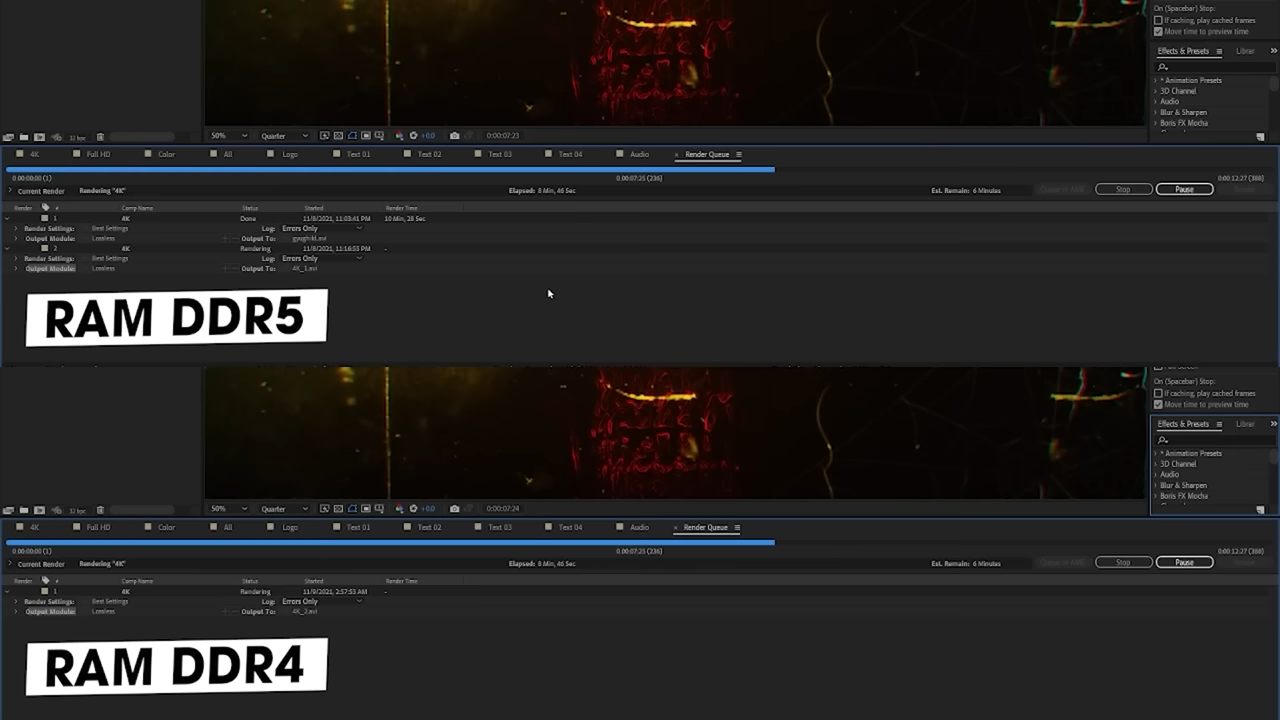 On (Spacebar) Stop:
If caching, play cached frames
Move time to preview time
Effects & Presets Librar
* Animation Presets
3D Channel
Audio
Blur & Sharpen
Boris FX Mocha
32 bpc 50% Quarter +0.0 0:00:07:23
4K Full HD Color All Logo Text 01 Text 02 Text 03 Text 04 Audio × Render Queue
0:00:00:00 (1) 0:00:07:25 (236) 0:00:12:27 (388)
Current Render Rendering "4K" Elapsed: 8 Min, 46 Sec Est. Remain: 6 Minutes Stop Pause
Render # Comp Name Status Started Render Time
1 4K Done 11/8/2021, 11:03:41 PM 10 Min, 28 Sec
Render Settings: Best Settings Log: Errors Only
Output Module: Lossless + − Output To:
2 4K Rendering 11/8/2021, 11:16:55 PM -
Render Settings: Best Settings Log: Errors Only
Output Module: Lossless + − Output To: 4K_1.avi
RAM DDR5
On (Spacebar) Stop:
If caching, play cached frames
Move time to preview time
Effects & Presets Librar
* Animation Presets
3D Channel
Audio
Blur & Sharpen
Boris FX Mocha
32 bpc 50% Quarter +0.0 0:00:07:24
4K Full HD Color All Logo Text 01 Text 02 Text 03 Text 04 Audio × Render Queue
0:00:00:00 (1) 0:00:07:25 (236) 0:00:12:27 (388)
Current Render Rendering "4K" Elapsed: 8 Min, 46 Sec Est. Remain: 6 Minutes Stop Pause
Render # Comp Name Status Started Render Time
1 4K Rendering 11/9/2021, 2:57:53 AM -
Render Settings: Best Settings Log: Errors Only
Output Module: Lossless + − Output To: 4K_2.avi
RAM DDR4